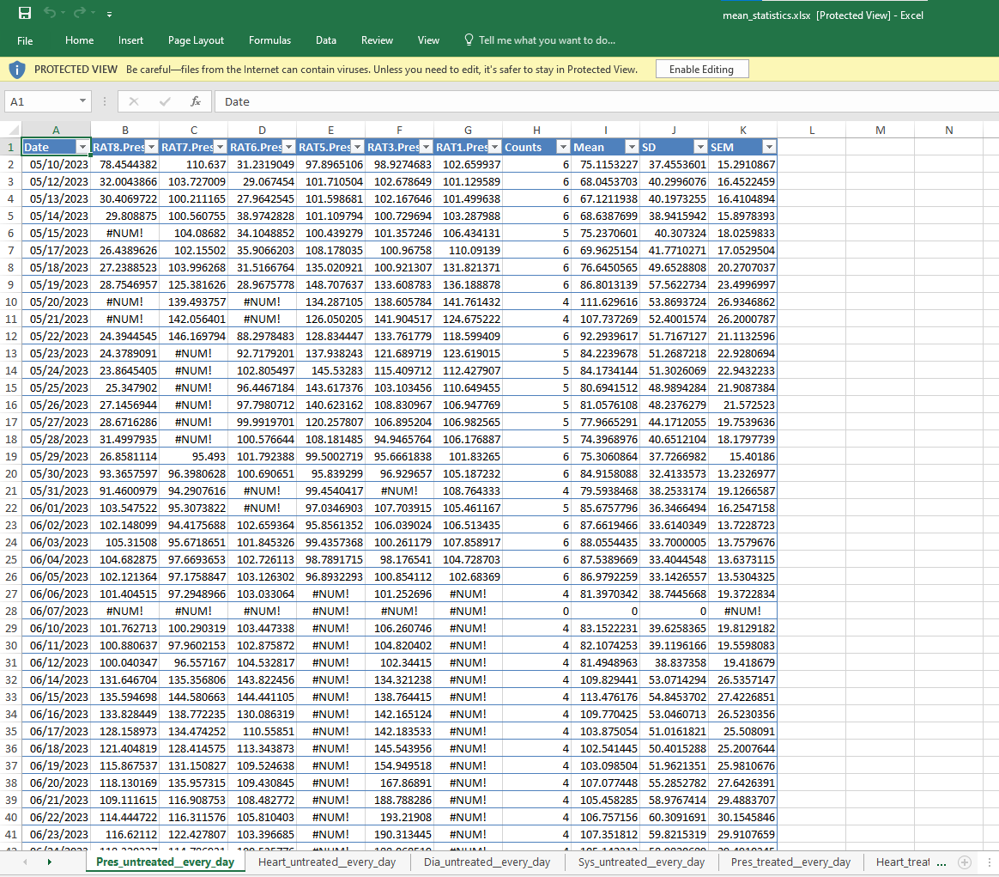 mean_statistics.xlsx [Protected View] - Excel
File Home Insert Page Layout Formulas Data Review View Tell me what you want to do...
PROTECTED VIEW Be careful—files from the Internet can contain viruses. Unless you need to edit, it's safer to stay in Protected View. Enable Editing
A1 fx Date
A B C D E F G H I J K L M N
1 Date RAT8.Pres RAT7.Pres RAT6.Pres RAT5.Pres RAT3.Pres RAT1.Pres Counts Mean SD SEM
2 05/10/2023 78.4544382 110.637 31.2319049 97.8965106 98.9274683 102.659937 6 75.1153227 37.4553601 15.2910867
3 05/12/2023 32.0043866 103.727009 29.067454 101.710504 102.678649 101.129589 6 68.0453703 40.2996076 16.4522459
4 05/13/2023 30.4069722 100.211165 27.9642545 101.598681 102.167646 101.499638 6 67.1211938 40.1973255 16.4104894
5 05/14/2023 29.808875 100.560755 38.9742828 101.109794 100.729694 103.287988 6 68.6387699 38.9415942 15.8978393
6 05/15/2023 #NUM! 104.08682 34.1048852 100.439279 101.357246 106.434131 5 75.2370601 40.307324 18.0259833
7 05/17/2023 26.4389626 102.15502 35.9066203 108.178035 100.96758 110.09139 6 69.9625154 41.7710271 17.0529504
8 05/18/2023 27.2388523 103.996268 31.5166764 135.020921 100.921307 131.821371 6 76.6450565 49.6528808 20.2707037
9 05/19/2023 28.7546957 125.381626 28.9675778 148.707637 133.608783 136.188878 6 86.8013139 57.5622734 23.4996997
10 05/20/2023 #NUM! 139.493757 #NUM! 134.287105 138.605784 141.761432 4 111.629616 53.8693724 26.9346862
11 05/21/2023 #NUM! 142.056401 #NUM! 126.050205 141.904517 124.675222 4 107.737269 52.4001574 26.2000787
12 05/22/2023 24.3944545 146.169794 88.2978483 128.834447 133.761779 118.599409 6 92.2939617 51.7167127 21.1132596
13 05/23/2023 24.3789091 #NUM! 92.7179201 137.938243 121.689719 123.619015 5 84.2239678 51.2687218 22.9280694
14 05/24/2023 23.8645405 #NUM! 102.805497 145.53283 115.409712 112.427907 5 84.1734144 51.3026069 22.9432233
15 05/25/2023 25.347902 #NUM! 96.4467184 143.617376 103.103456 110.649455 5 80.6941512 48.9894284 21.9087384
16 05/26/2023 27.1456944 #NUM! 97.7980712 140.623162 108.830967 106.947769 5 81.0576108 48.2376279 21.572523
17 05/27/2023 28.6716286 #NUM! 99.9919701 120.257807 106.895204 106.982565 5 77.9665291 44.1712055 19.7539636
18 05/28/2023 31.4997935 #NUM! 100.576644 108.181485 94.9465764 106.176887 5 74.3968976 40.6512104 18.1797739
19 05/29/2023 26.8581114 95.493 101.792388 99.5002719 95.6661838 101.83265 6 75.3060864 37.7266982 15.40186
20 05/30/2023 93.3657597 96.3980628 100.690651 95.839299 96.929657 105.187232 6 84.9158088 32.4133573 13.2326977
21 05/31/2023 91.4600979 94.2907616 #NUM! 99.4540417 #NUM! 108.764333 4 79.5938468 38.2533174 19.1266587
22 06/01/2023 103.547522 95.3073822 #NUM! 97.0346903 107.703915 105.461167 5 85.6757796 36.3466494 16.2547158
23 06/02/2023 102.148099 94.4175688 102.659364 95.8561352 106.039024 106.513435 6 87.6619466 33.6140349 13.7228723
24 06/03/2023 105.31508 95.6718651 101.845326 99.4357368 100.261179 107.858917 6 88.0554435 33.7000005 13.7579676
25 06/04/2023 104.682875 97.6693653 102.726113 98.7891715 98.176541 104.728703 6 87.5389669 33.4044548 13.6373115
26 06/05/2023 102.121364 97.1758847 103.126302 96.8932293 100.854112 102.68369 6 86.9792259 33.1426557 13.5304325
27 06/06/2023 101.404515 97.2948966 103.033064 #NUM! 101.252696 #NUM! 4 81.3970342 38.7445668 19.3722834
28 06/07/2023 #NUM! #NUM! #NUM! #NUM! #NUM! #NUM! 0 0 0 #NUM!
29 06/10/2023 101.762713 100.290319 103.447338 #NUM! 106.260746 #NUM! 4 83.1522231 39.6258365 19.8129182
30 06/11/2023 100.880637 97.9602153 102.875872 #NUM! 104.820402 #NUM! 4 82.1074253 39.1196166 19.5598083
31 06/12/2023 100.040347 96.557167 104.532817 #NUM! 102.34415 #NUM! 4 81.4948963 38.837358 19.418679
32 06/14/2023 131.646704 135.356806 143.822456 #NUM! 134.321238 #NUM! 4 109.829441 53.0714294 26.5357147
33 06/15/2023 135.594698 144.580663 144.441105 #NUM! 138.764415 #NUM! 4 113.476176 54.8453702 27.4226851
34 06/16/2023 133.828449 138.772235 130.086319 #NUM! 142.165124 #NUM! 4 109.770425 53.0460713 26.5230356
35 06/17/2023 128.158973 134.474252 110.55851 #NUM! 142.183533 #NUM! 4 103.875054 51.0161821 25.508091
36 06/18/2023 121.404819 128.414575 113.343873 #NUM! 145.543956 #NUM! 4 102.541445 50.4015288 25.2007644
37 06/19/2023 115.867537 131.150827 109.524638 #NUM! 154.949518 #NUM! 4 103.098504 51.9621351 25.9810676
38 06/20/2023 118.130169 135.957315 109.430845 #NUM! 167.86891 #NUM! 4 107.077448 55.2852782 27.6426391
39 06/21/2023 109.111615 116.908753 108.482772 #NUM! 188.788286 #NUM! 4 105.458285 58.9767414 29.4883707
40 06/22/2023 114.444722 116.311576 105.810403 #NUM! 193.21908 #NUM! 4 106.757156 60.3091691 30.1545846
41 06/23/2023 116.62112 122.427807 103.396685 #NUM! 190.313445 #NUM! 4 107.351812 59.8215319 29.9107659
Pres_untreated__every_day Heart_untreated__every_day Dia_untreated__every_day Sys_untreated__every_day Pres_treated__every_day Heart_treat ...